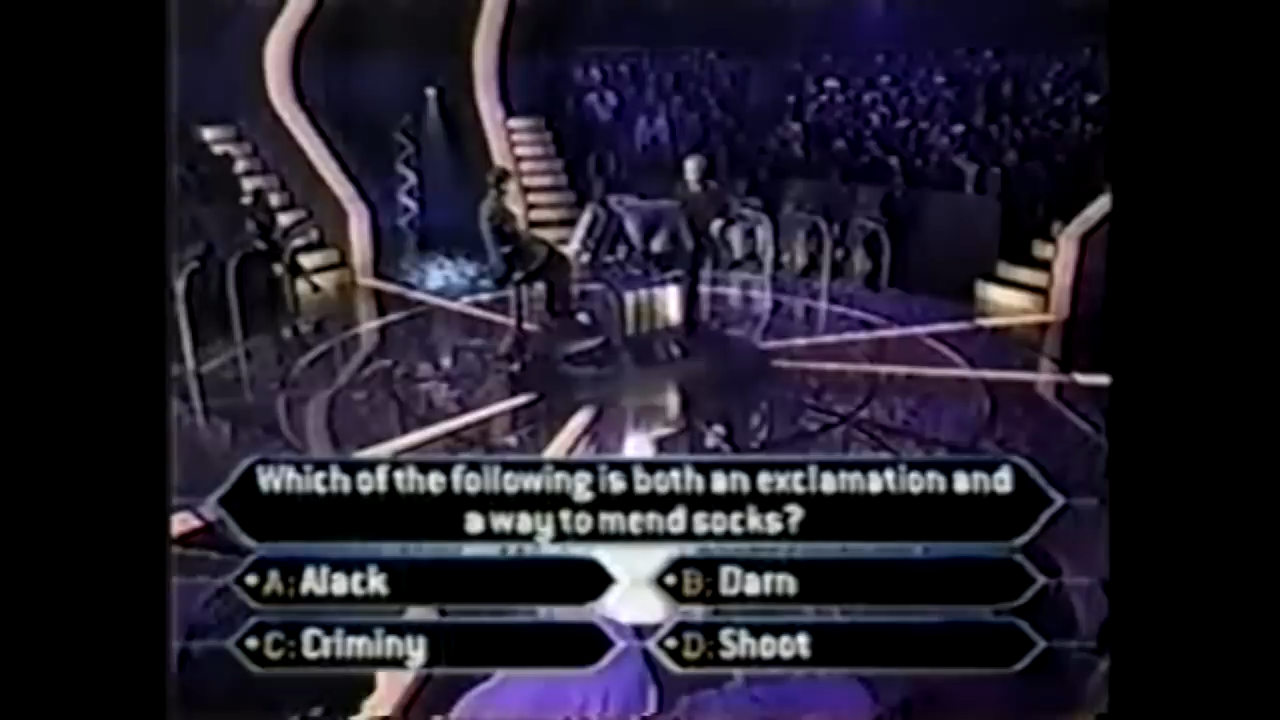 Which of the following is both an exclamation and
a way to mend socks?
A: Alack
B: Darn
C: Criminy
D: Shoot